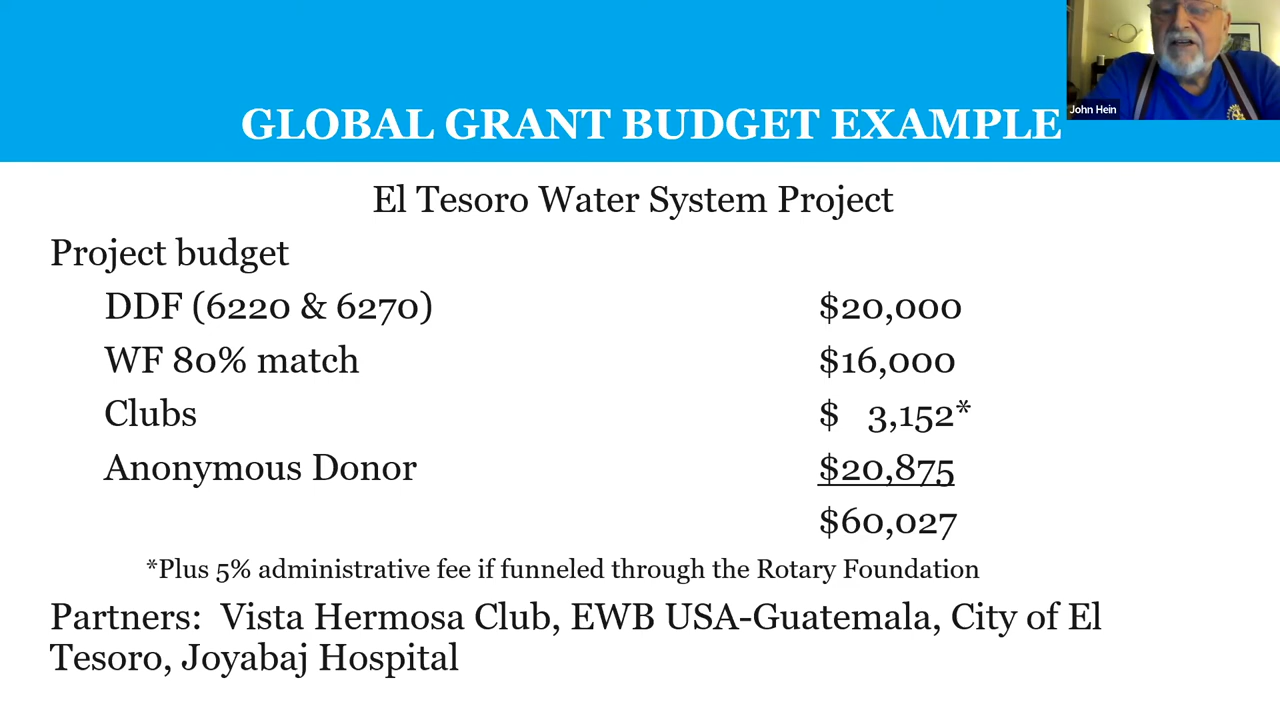 John Hein
GLOBAL GRANT BUDGET EXAMPLE
El Tesoro Water System Project
Project budget
DDF (6220 & 6270) $20,000
WF 80% match $16,000
Clubs $ 3,152*
Anonymous Donor $20,875
$60,027
*Plus 5% administrative fee if funneled through the Rotary Foundation
Partners: Vista Hermosa Club, EWB USA-Guatemala, City of El
Tesoro, Joyabaj Hospital